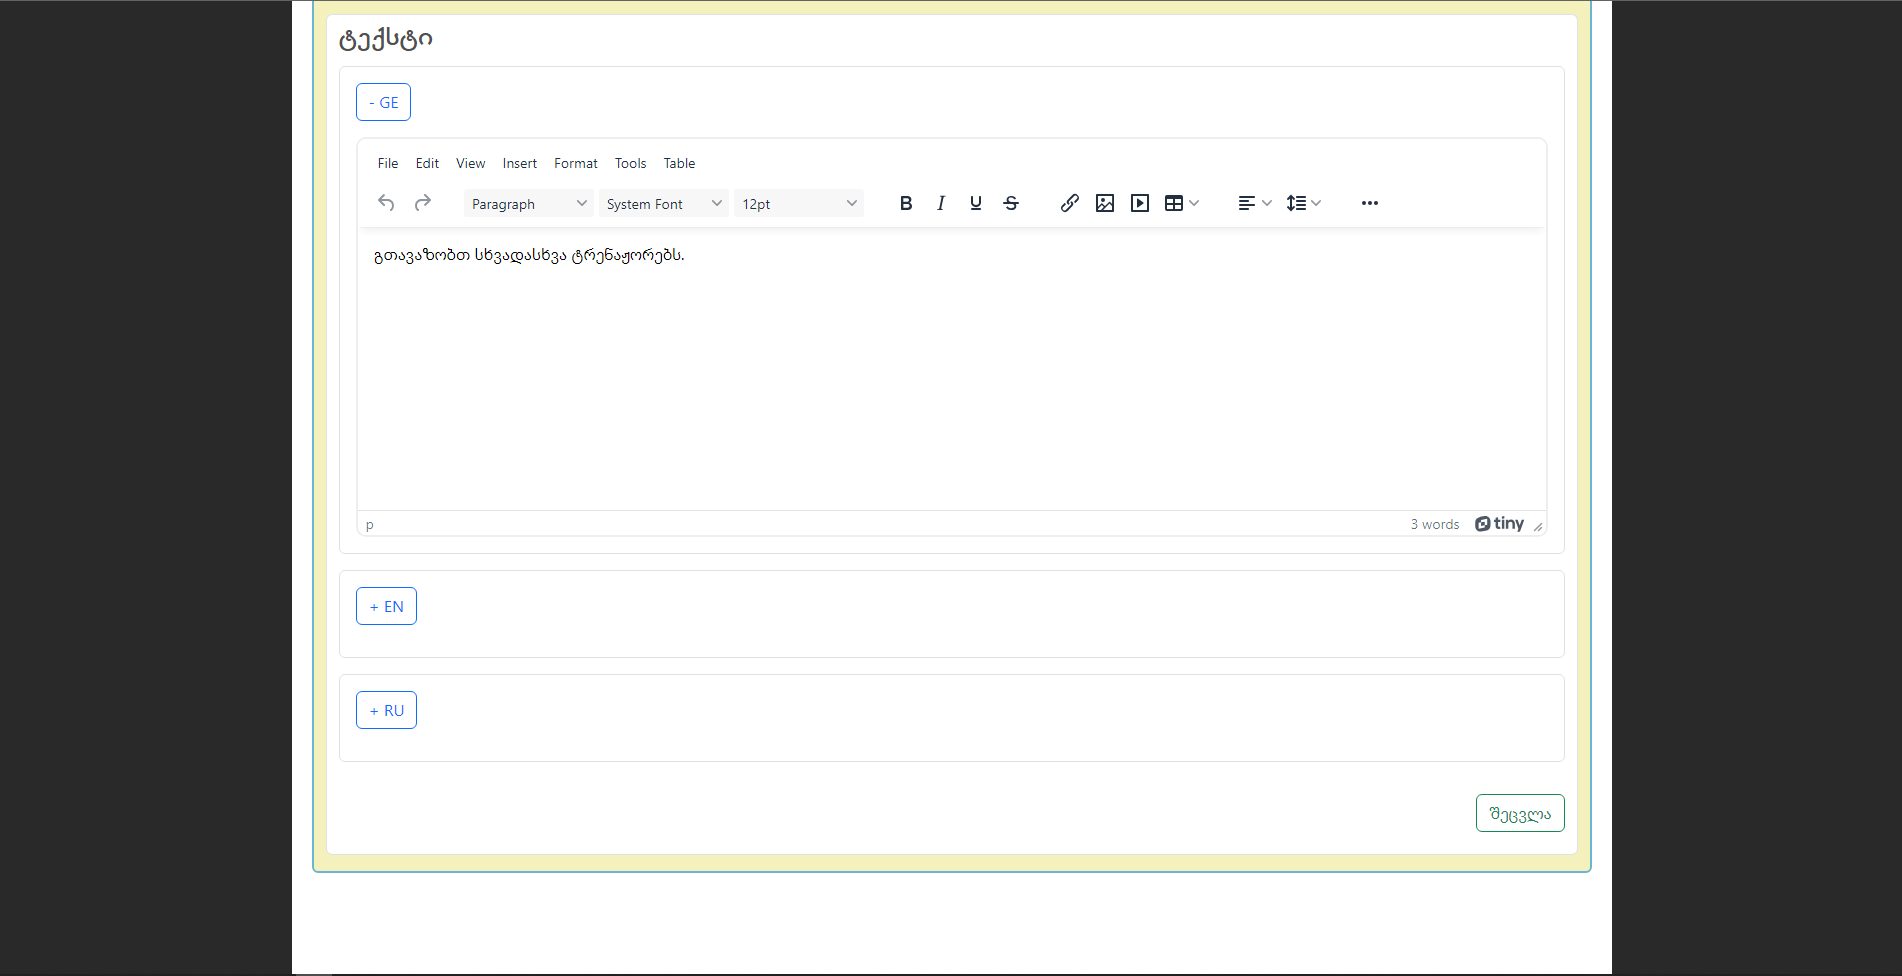 ტექსტი
- GE
File Edit View Insert Format Tools Table
Paragraph System Font 12pt B I U S
გთავაზობთ სხვადასხვა ტრენაჟორებს.
p 3 words tiny
+ EN
+ RU
შეცვლა